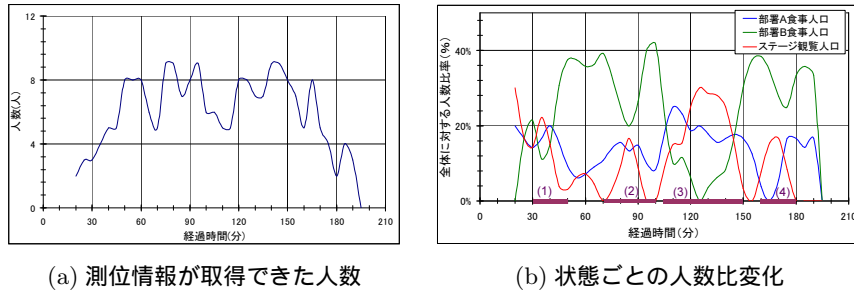 12
8
4
0
人数(人)
0 30 60 90 120 150 180 210
経過時間(分)
(a) 測位情報が取得できた人数
40%
20%
0%
全体に対する人数比率(%)
部署A食事人口
部署B食事人口
ステージ観覧人口
(1) (2) (3) (4)
0 30 60 90 120 150 180 210
経過時間(分)
(b) 状態ごとの人数比変化